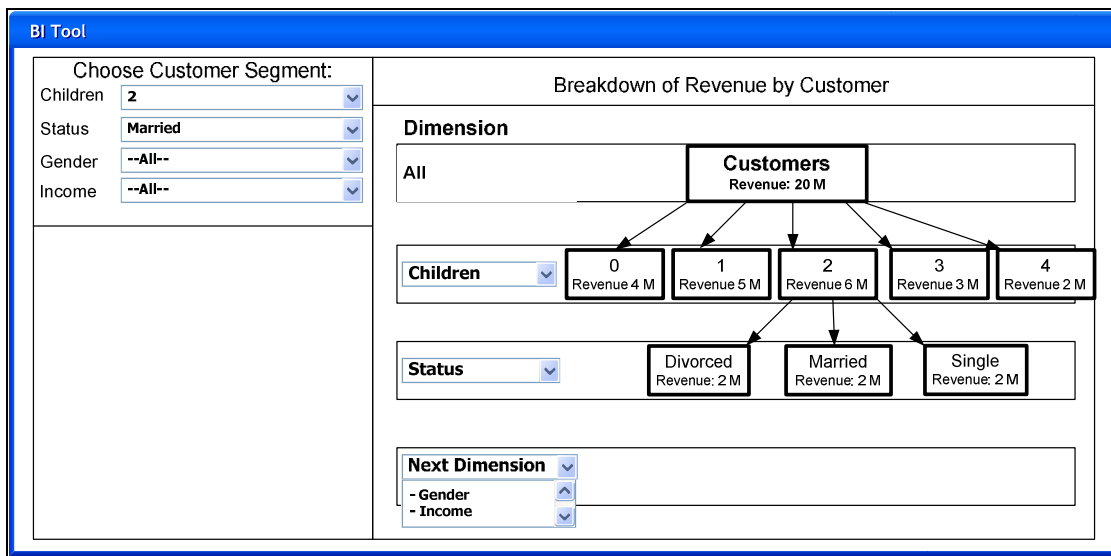 BI Tool
Choose Customer Segment:
Children 2
Status Married
Gender --All--
Income --All--
Breakdown of Revenue by Customer
Dimension
All
Customers
Revenue: 20 M
Children
0
Revenue 4 M
1
Revenue 5 M
2
Revenue 6 M
3
Revenue 3 M
4
Revenue 2 M
Status
Divorced
Revenue: 2 M
Married
Revenue: 2 M
Single
Revenue: 2 M
Next Dimension
- Gender
- Income